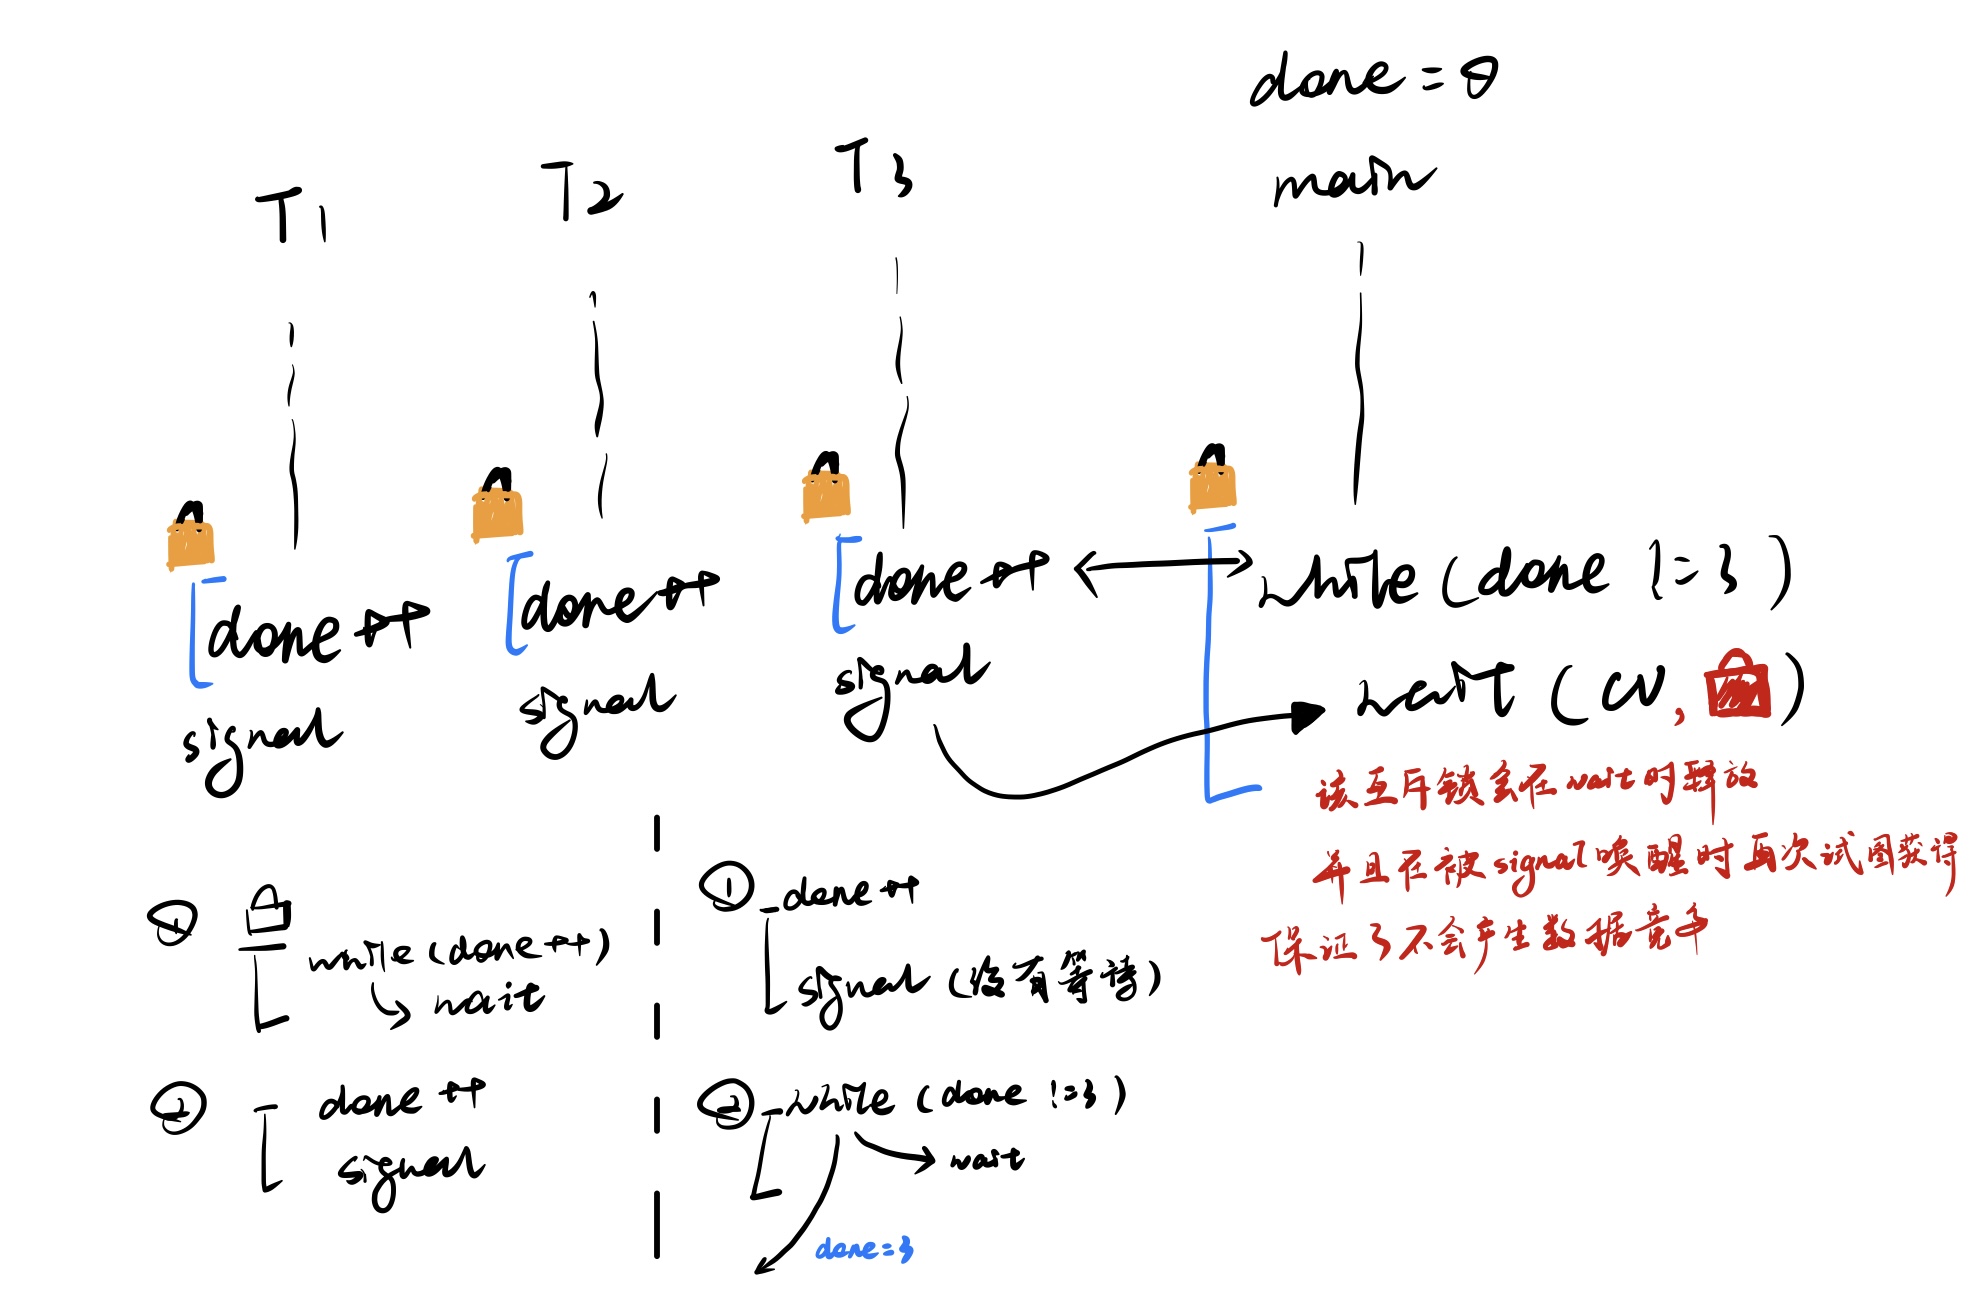 done = 0
main
T1
T2
T3
done++
signal
done++
signal
done++
signal
while (done != 3)
wait (cv, )
该互斥锁会在wait时释放
并且在被signal唤醒时再次试图获得
保证了不会产生数据竞争
①
while (done++)
wait
②
done++
signal
①
done++
signal (没有等待)
②
while (done != 3)
wait
done=3